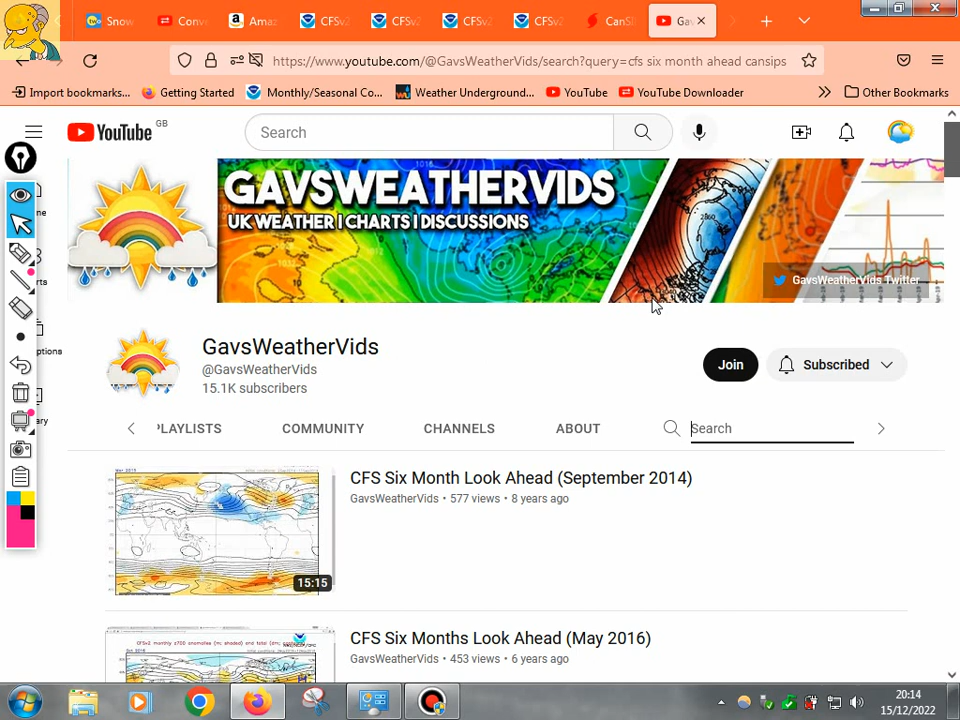 Snow
Conve
Amaz
CFSv2
CFSv2
CFSv2
CFSv2
CanSI
Gav
https://www.youtube.com/@GavsWeatherVids/search?query=cfs six month ahead cansips
Import bookmarks...
Getting Started
Monthly/Seasonal Co...
Weather Underground...
YouTube
YouTube Downloader
Other Bookmarks
YouTube GB
Search
GAVSWEATHERVIDS
UK WEATHER | CHARTS | DISCUSSIONS
GavsWeatherVids Twitter
GavsWeatherVids
@GavsWeatherVids
15.1K subscribers
Join
Subscribed
PLAYLISTS
COMMUNITY
CHANNELS
ABOUT
Search
CFS Six Month Look Ahead (September 2014)
GavsWeatherVids • 577 views • 8 years ago
15:15
CFS Six Months Look Ahead (May 2016)
GavsWeatherVids • 453 views • 6 years ago
20:14
15/12/2022